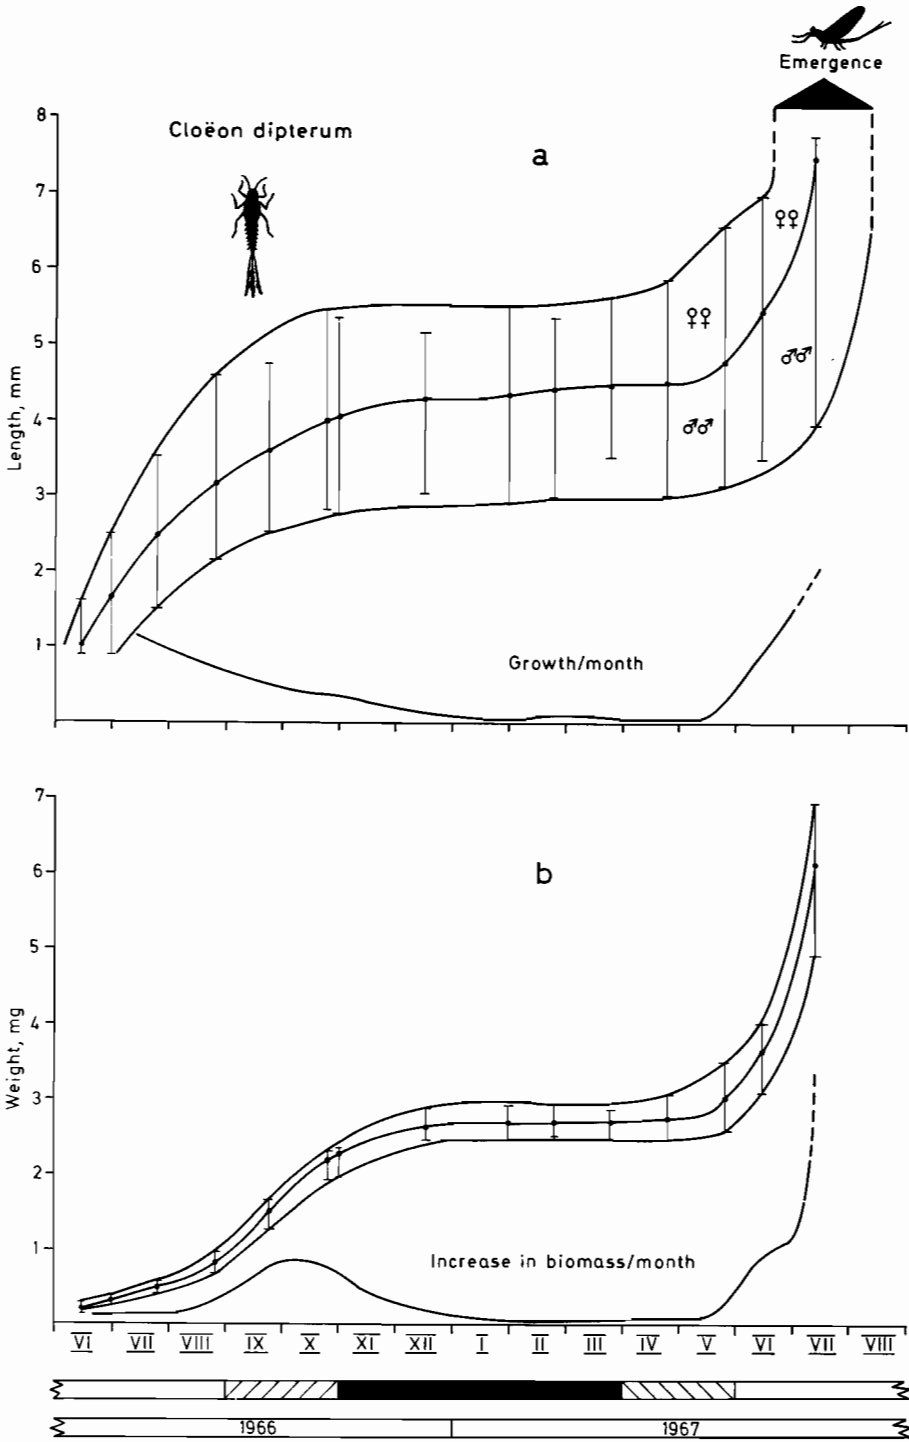 Emergence
Cloëon dipterum
a
8
7
6
5
4
3
2
1
Length, mm
♀♀
♀♀
♂♂
♂♂
Growth/month
b
7
6
5
4
3
2
1
Weight, mg
Increase in biomass/month
VI VII VIII IX X XI XII I II III IV V VI VII VIII
1966 1967